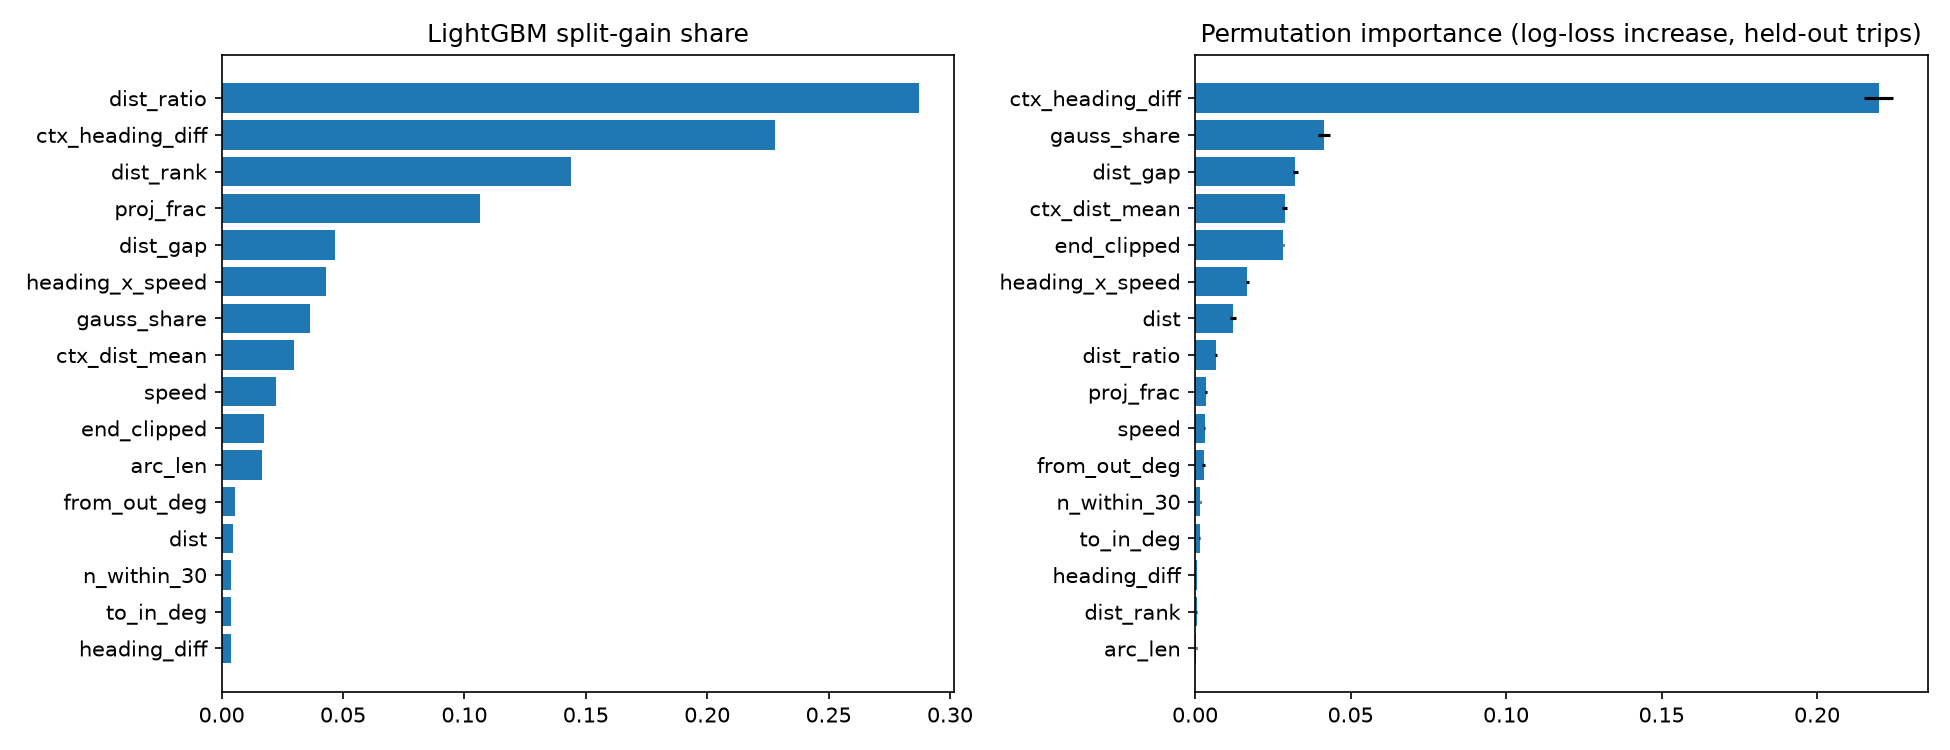 LightGBM split-gain share
dist_ratio
ctx_heading_diff
dist_rank
proj_frac
dist_gap
heading_x_speed
gauss_share
ctx_dist_mean
speed
end_clipped
arc_len
from_out_deg
dist
n_within_30
to_in_deg
heading_diff
0.00 0.05 0.10 0.15 0.20 0.25 0.30
Permutation importance (log-loss increase, held-out trips)
ctx_heading_diff
gauss_share
dist_gap
ctx_dist_mean
end_clipped
heading_x_speed
dist
dist_ratio
proj_frac
speed
from_out_deg
n_within_30
to_in_deg
heading_diff
dist_rank
arc_len
0.00 0.05 0.10 0.15 0.20